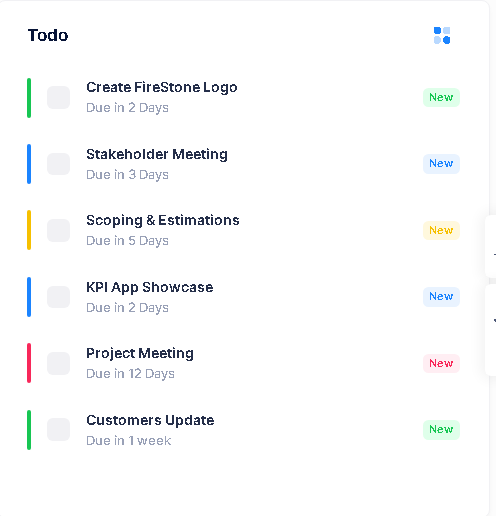 Todo
Create FireStone Logo
Due in 2 Days
New
Stakeholder Meeting
Due in 3 Days
New
Scoping & Estimations
Due in 5 Days
New
KPI App Showcase
Due in 2 Days
New
Project Meeting
Due in 12 Days
New
Customers Update
Due in 1 week
New